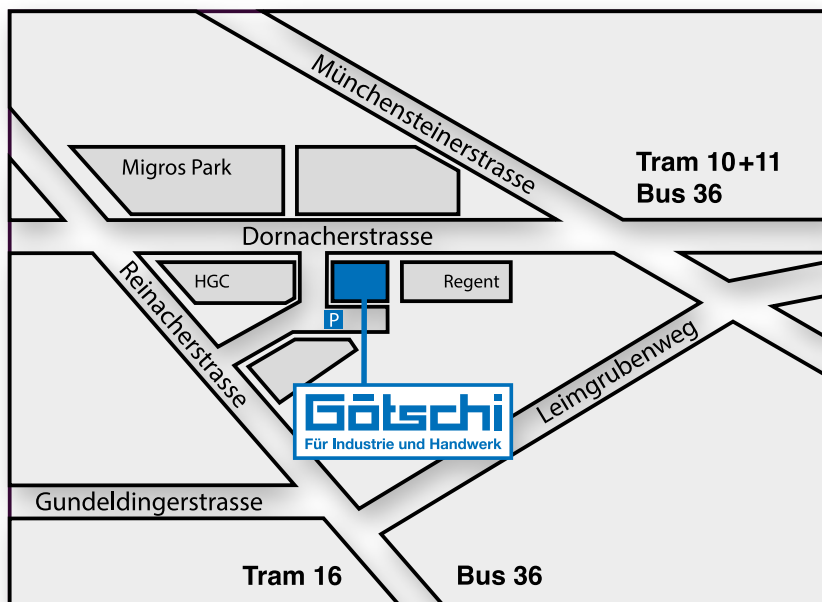 Münchensteinerstrasse
Migros Park
Tram 10+11
Bus 36
Dornacherstrasse
HGC
Regent
P
Reinacherstrasse
Leimgrubenweg
Götschi
Für Industrie und Handwerk
Gundeldingerstrasse
Tram 16
Bus 36